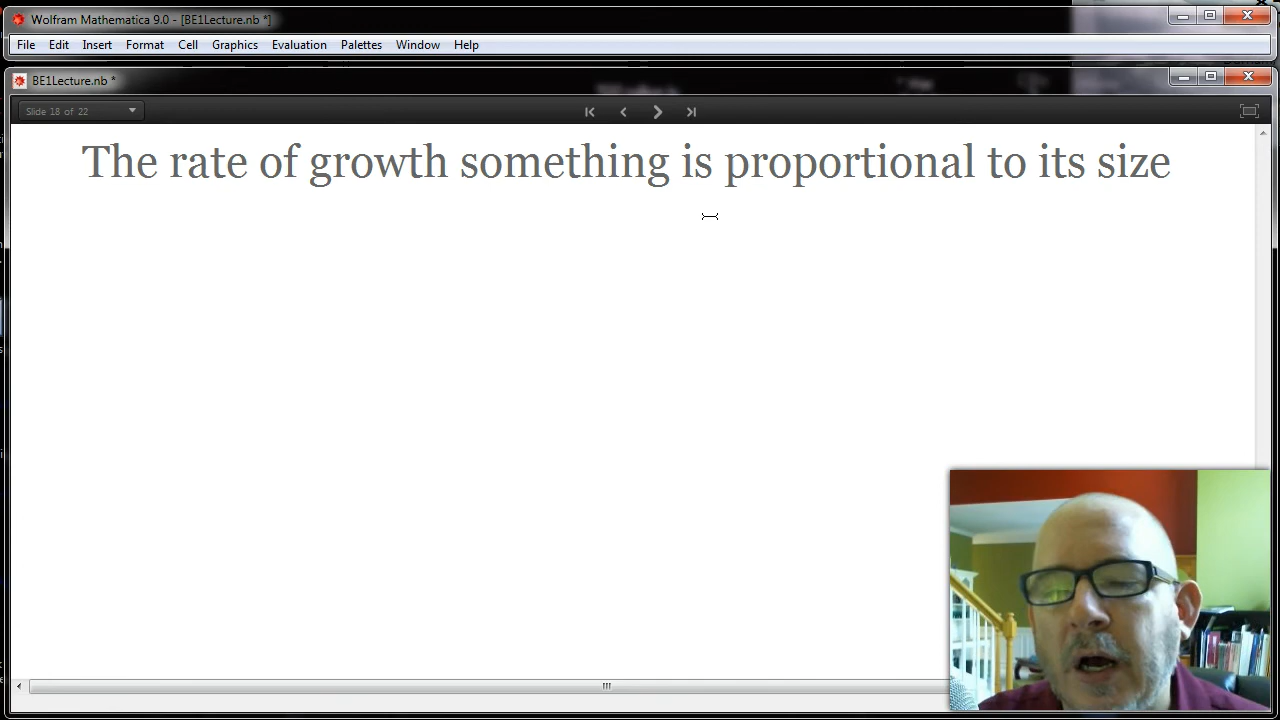 Wolfram Mathematica 9.0 - [BE1Lecture.nb *]
File Edit Insert Format Cell Graphics Evaluation Palettes Window Help
BE1Lecture.nb *
Slide 18 of 22
The rate of growth something is proportional to its size